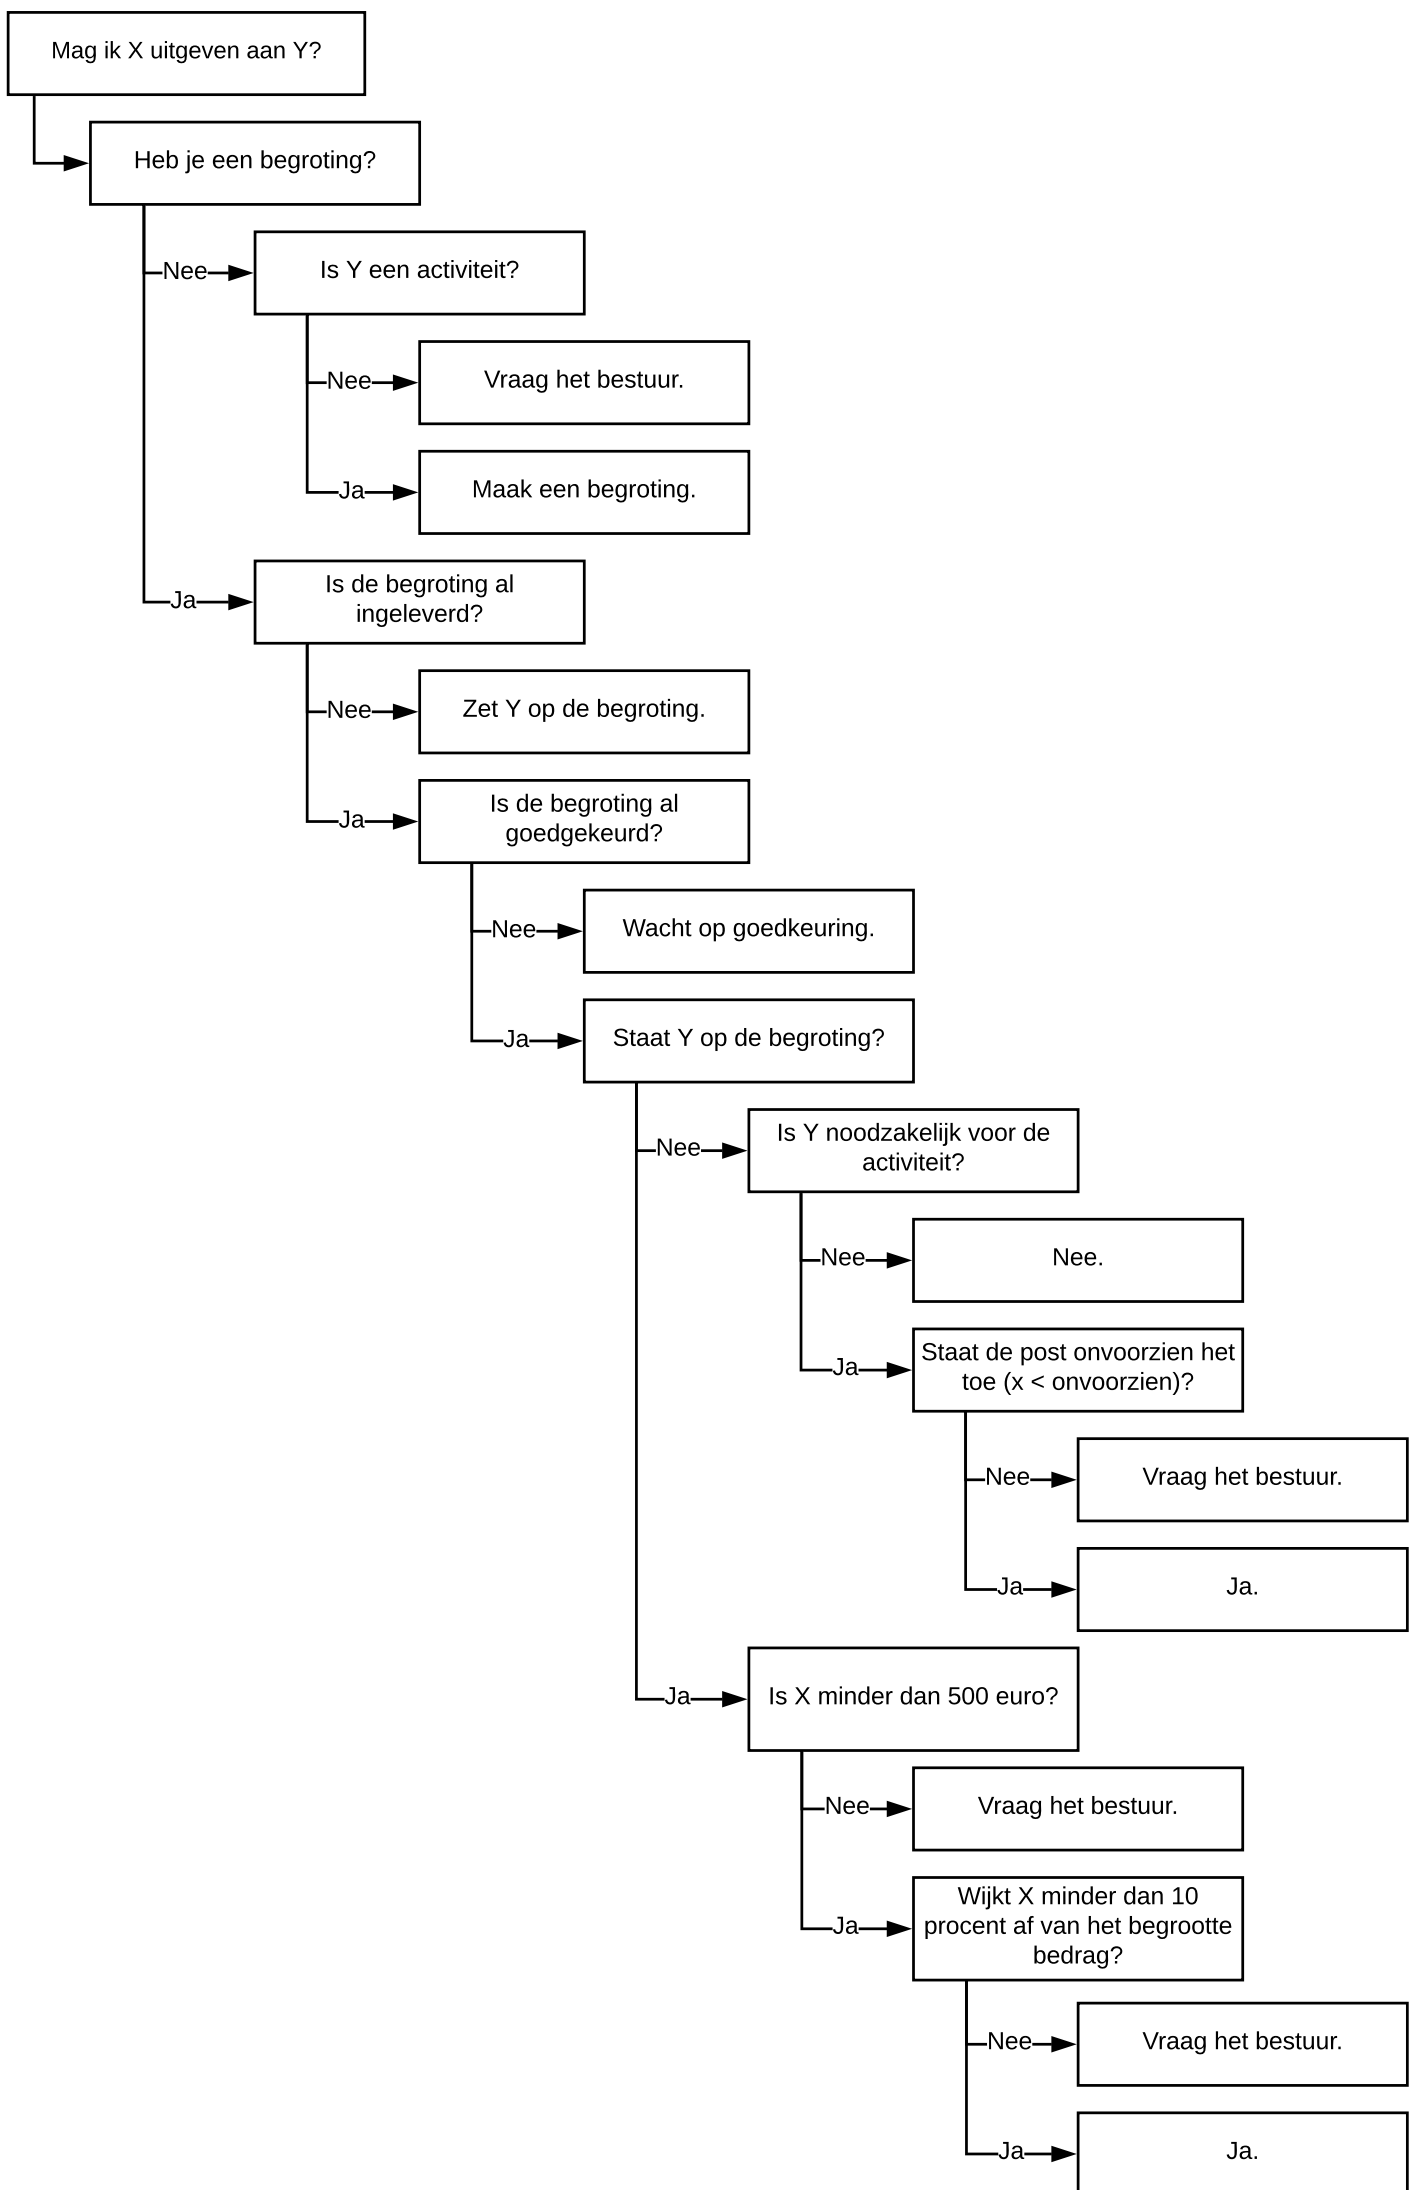 Mag ik X uitgeven aan Y?
Heb je een begroting?
Nee
Is Y een activiteit?
Nee
Vraag het bestuur.
Ja
Maak een begroting.
Ja
Is de begroting al
ingeleverd?
Nee
Zet Y op de begroting.
Ja
Is de begroting al
goedgekeurd?
Nee
Wacht op goedkeuring.
Ja
Staat Y op de begroting?
Nee
Is Y noodzakelijk voor de
activiteit?
Nee
Nee.
Ja
Staat de post onvoorzien het
toe (x < onvoorzien)?
Nee
Vraag het bestuur.
Ja
Ja.
Ja
Is X minder dan 500 euro?
Nee
Vraag het bestuur.
Ja
Wijkt X minder dan 10
procent af van het begrootte
bedrag?
Nee
Vraag het bestuur.
Ja
Ja.